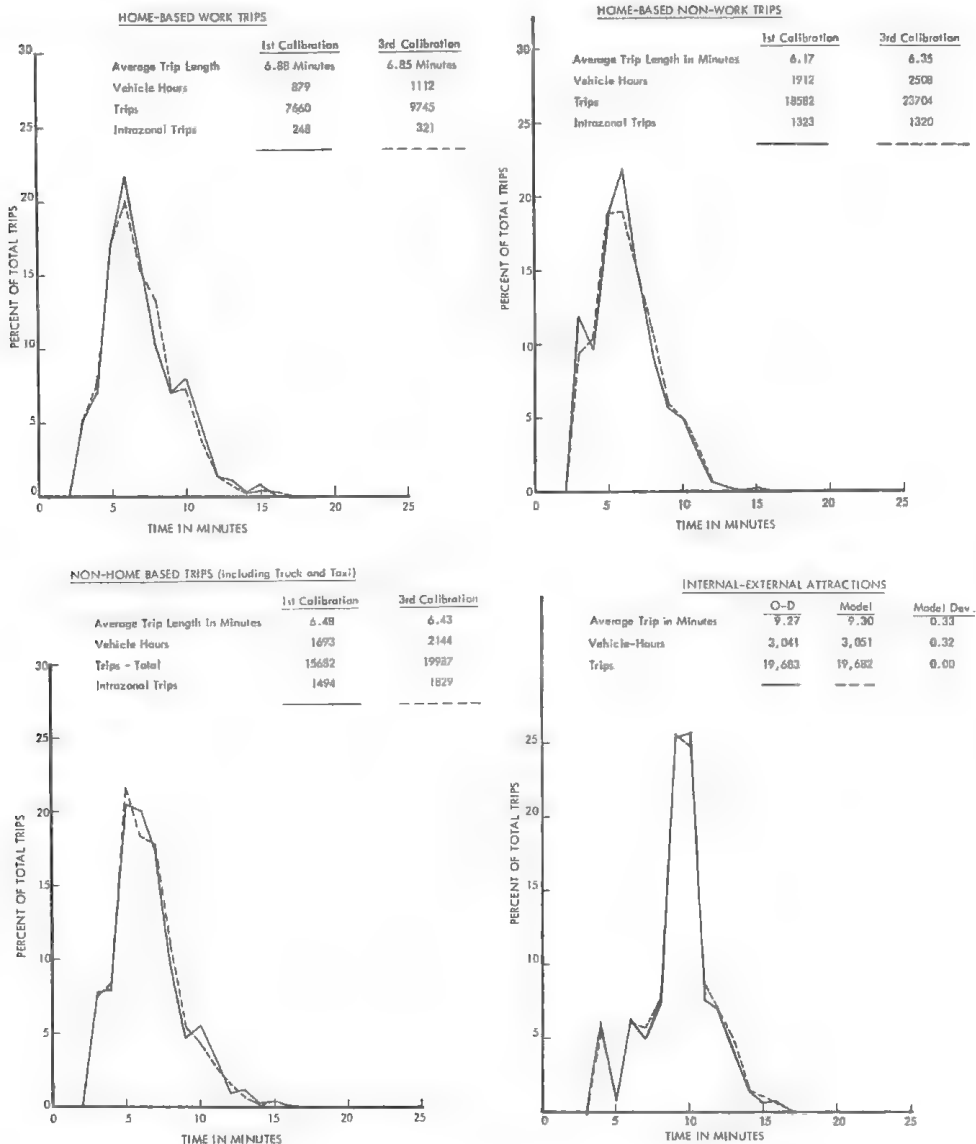 HOME-BASED WORK TRIPS
1st Calibration 3rd Calibration
Average Trip Length 6.88 Minutes 6.85 Minutes
Vehicle Hours 879 1112
Trips 7660 9745
Intrazonal Trips 248 321
30
25
20
15
10
5
0
PERCENT OF TOTAL TRIPS
0 5 10 15 20 25
TIME IN MINUTES
HOME-BASED NON-WORK TRIPS
1st Calibration 3rd Calibration
Average Trip Length in Minutes 6.17 6.35
Vehicle Hours 1912 2508
Trips 18582 23704
Intrazonal Trips 1323 1320
30
25
20
15
10
5
0
PERCENT OF TOTAL TRIPS
0 5 10 15 20 25
TIME IN MINUTES
NON-HOME BASED TRIPS (including Truck and Taxi)
1st Calibration 3rd Calibration
Average Trip Length in Minutes 6.48 6.43
Vehicle Hours 1693 2144
Trips - Total 15682 19987
Intrazonal Trips 1494 1829
30
25
20
15
10
5
0
PERCENT OF TOTAL TRIPS
0 5 10 15 20 25
TIME IN MINUTES
INTERNAL-EXTERNAL ATTRACTIONS
O-D Model Model Dev.
Average Trip in Minutes 9.27 9.30 0.33
Vehicle-Hours 3,041 3,051 0.32
Trips 19,683 19,682 0.00
25
20
15
10
5
0
PERCENT OF TOTAL TRIPS
0 5 10 15 20 25
TIME IN MINUTES